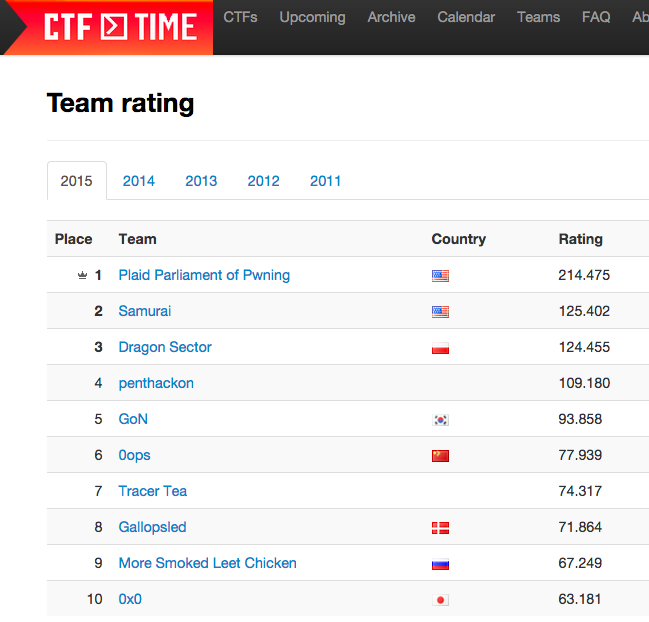 CTF TIME CTFs Upcoming Archive Calendar Teams FAQ Ab
Team rating
2015 2014 2013 2012 2011
Place Team Country Rating
1 Plaid Parliament of Pwning 214.475
2 Samurai 125.402
3 Dragon Sector 124.455
4 penthackon 109.180
5 GoN 93.858
6 0ops 77.939
7 Tracer Tea 74.317
8 Gallopsled 71.864
9 More Smoked Leet Chicken 67.249
10 0x0 63.181